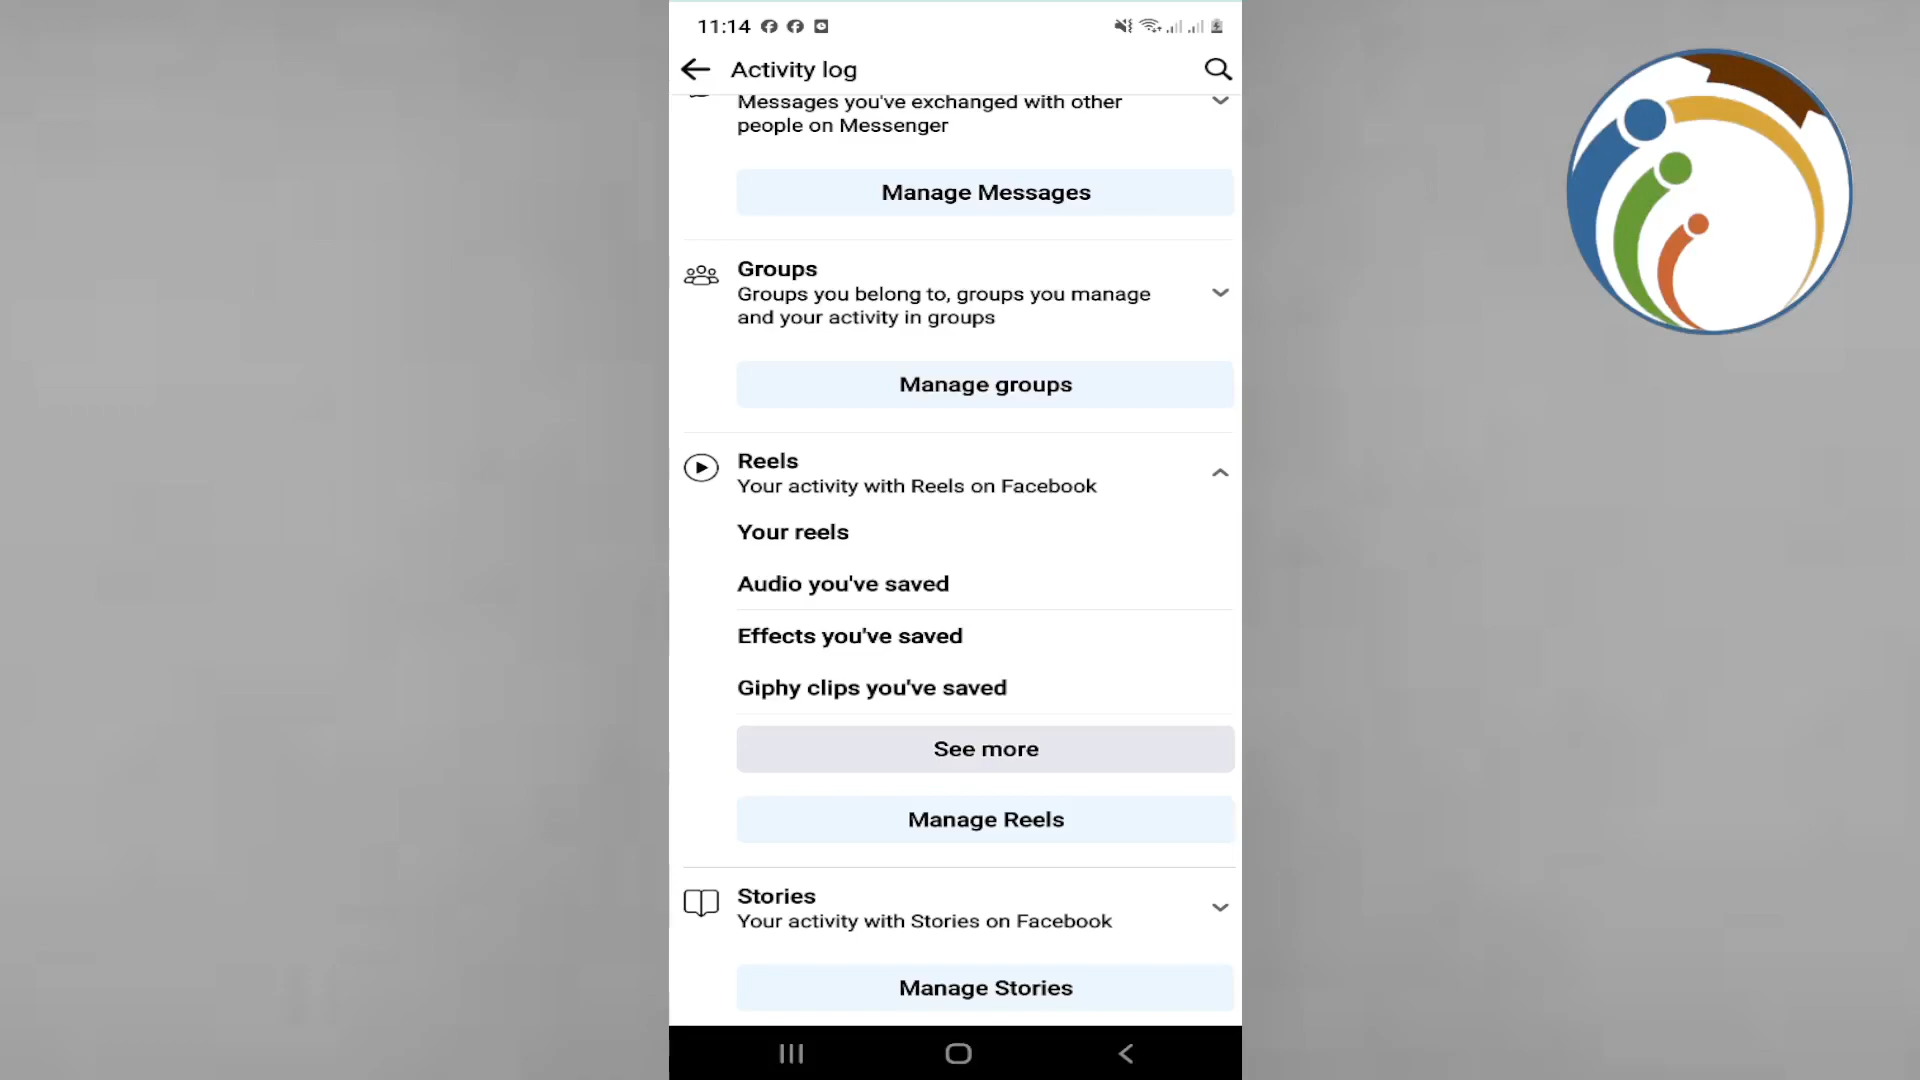 11:14
Activity log
Messages you've exchanged with other
people on Messenger
Manage Messages
Groups
Groups you belong to, groups you manage
and your activity in groups
Manage groups
Reels
Your activity with Reels on Facebook
Your reels
Audio you've saved
Effects you've saved
Giphy clips you've saved
See more
Manage Reels
Stories
Your activity with Stories on Facebook
Manage Stories